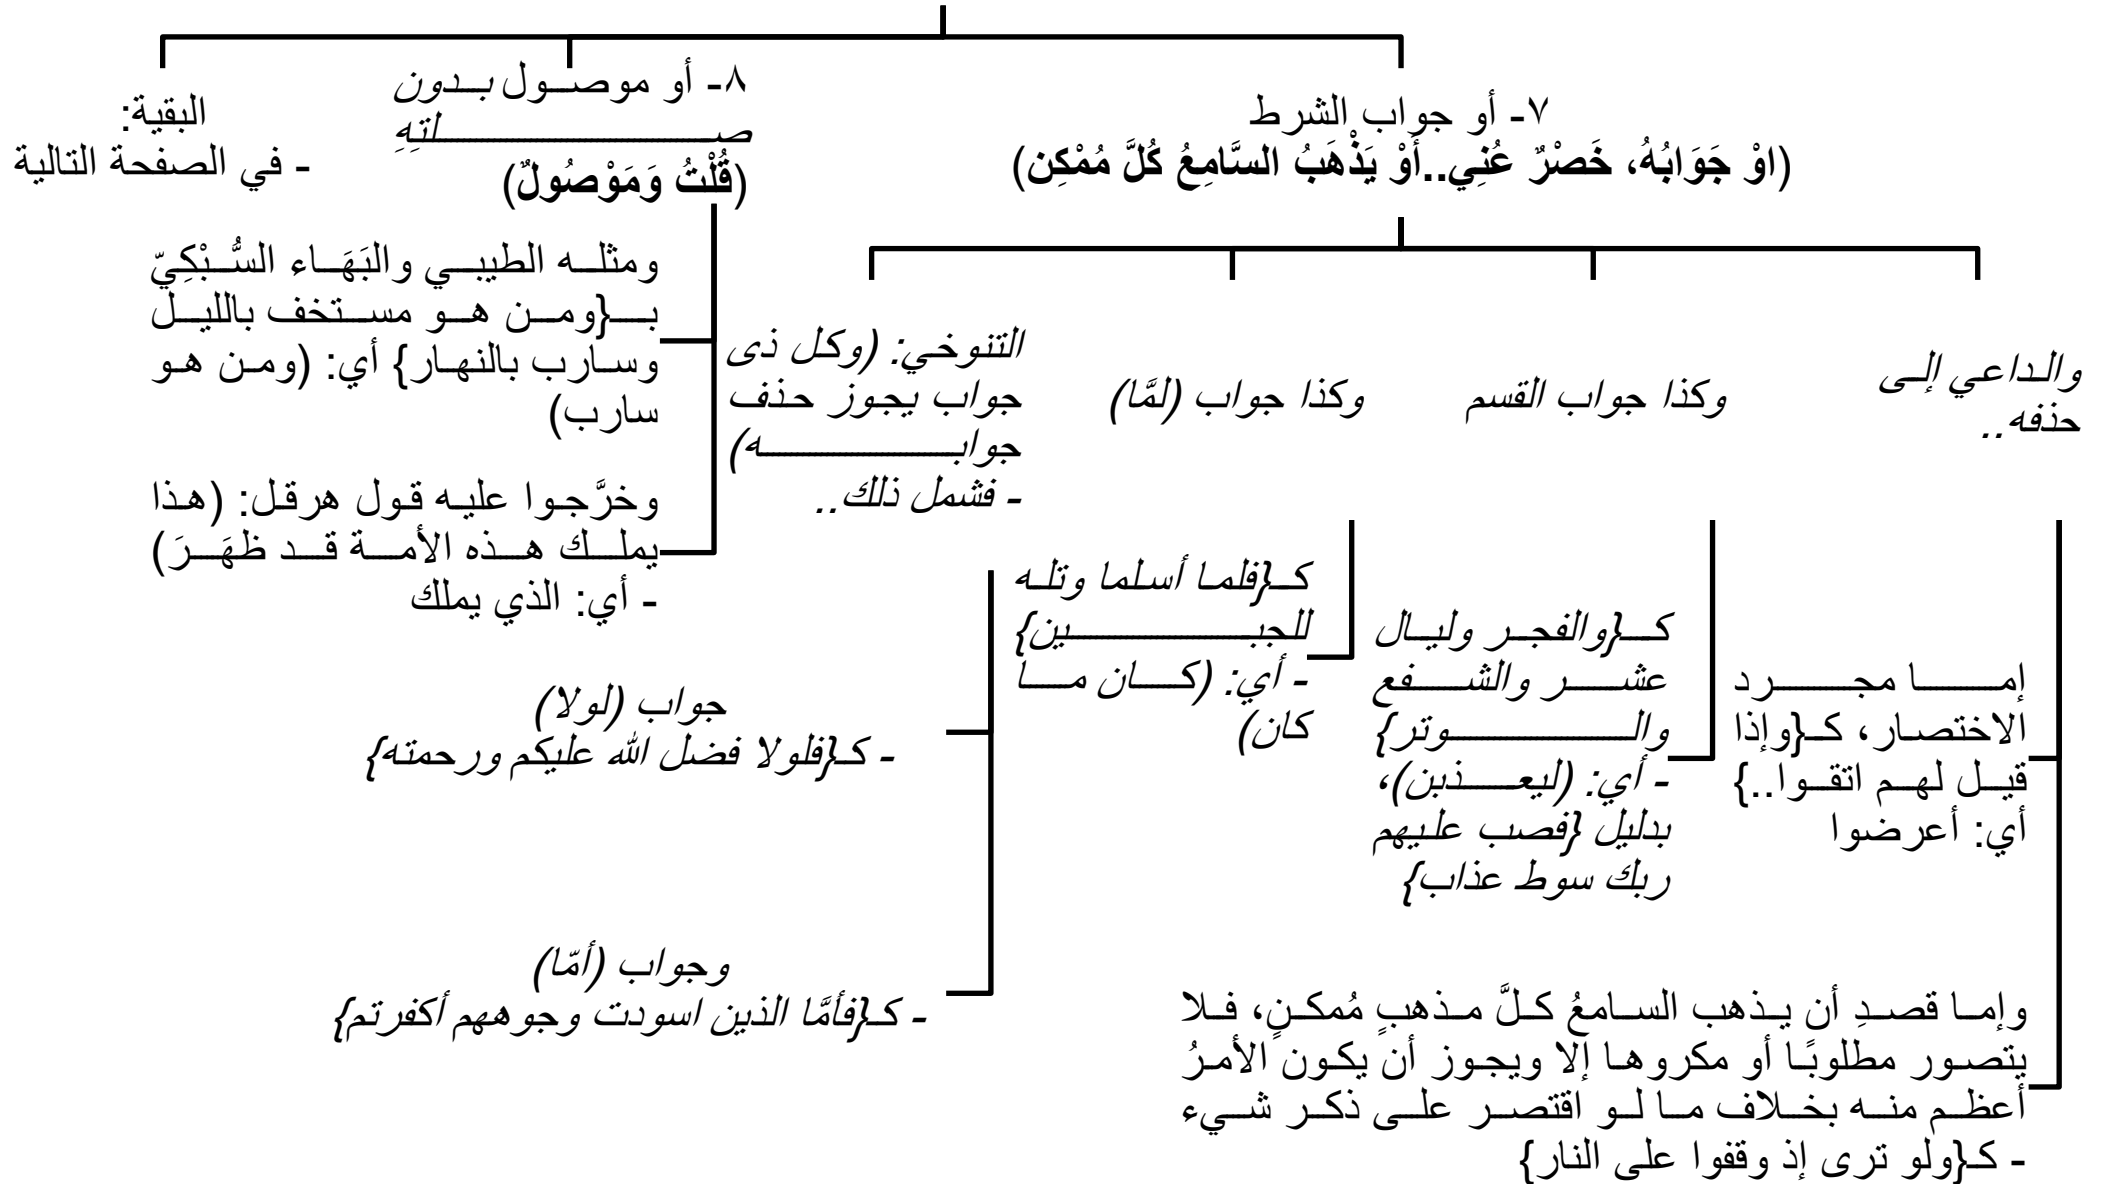 ٧- أو جواب الشرط
(اوْ جَوَابُهُ، خَصْرٌ عُنِي..أَوْ يَذْهَبُ السَّامِعُ كُلَّ مُمْكِن)
٨- أو موصول بدون
صلتِهِ
(قُلْتُ وَمَوْصُولٌ)
البقية:
- في الصفحة التالية
والداعي إلى
حذفه..
وكذا جواب القسم
وكذا جواب (لمَّا)
التنوخي: (وكل ذى
جواب يجوز حذف
جوابه)
- فشمل ذلك..
ومثله الطيبي والبَهَاء السُّبْكِيّ
بـ{ومن هو مستخف بالليل
وسارب بالنهار} أي: (ومن هو
سارب)
وخرَّجوا عليه قول هرقل: (هذا
يملك هذه الأمة قد ظهَرَ)
- أي: الذي يملك
إما مجرد
الاختصار، كـ{وإذا
قيل لهم اتقوا..}
أي: أعرضوا
وإما قصدِ أن يذهب السامعُ كلَّ مذهبٍ مُمكنٍ، فلا
يتصور مطلوبًا أو مكروها إلا ويجوز أن يكون الأمرُ
أعظم منه بخلاف ما لو اقتصر على ذكر شيء
- كـ{ولو ترى إذ وقفوا على النار}
كـ{والفجر وليال
عشر والشفع
والوتر}
- أي: (ليعذبن)،
بدليل {فصب عليهم
ربك سوط عذاب}
كـ{فلما أسلما وتله
للجبين}
- أي: (كان ما
كان)
جواب (لولا)
- كـ{فلولا فضل الله عليكم ورحمته}
وجواب (أمّا)
- كـ{فأمَّا الذين اسودت وجوههم أكفرتم}